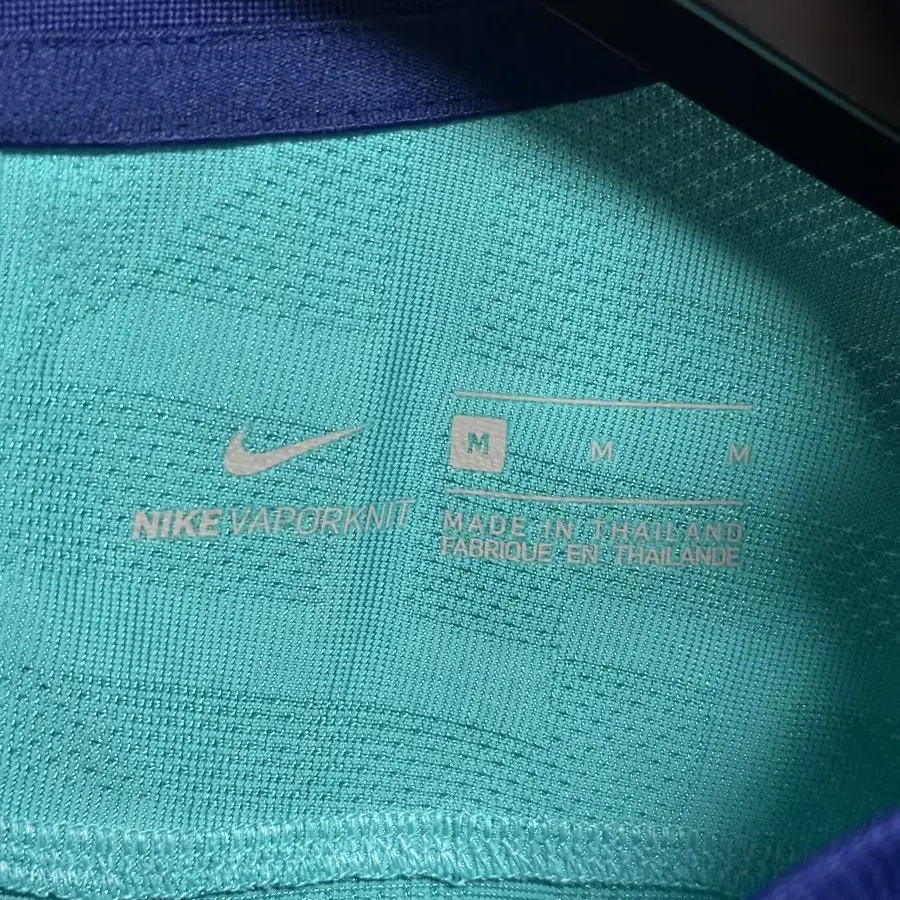 M M M
NIKE VAPORKNIT
MADE IN THAILAND
FABRIQUE EN THAILANDE